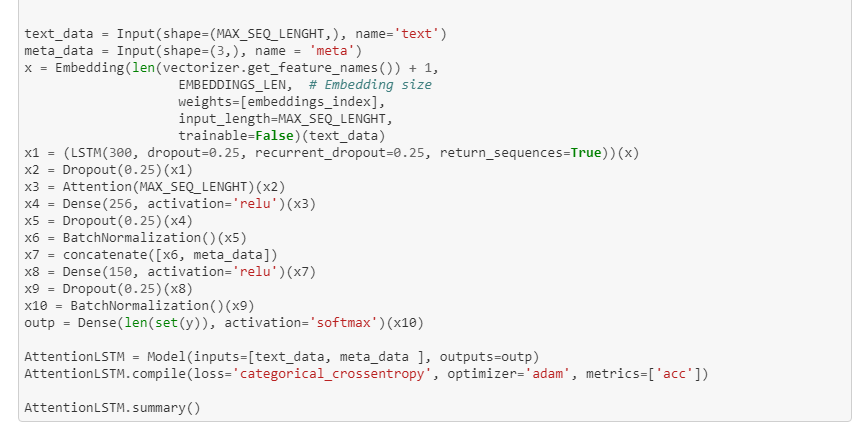 text_data = Input(shape=(MAX_SEQ_LENGHT,), name='text')
meta_data = Input(shape=(3,), name = 'meta')
x = Embedding(len(vectorizer.get_feature_names()) + 1,
                    EMBEDDINGS_LEN,  # Embedding size
                    weights=[embeddings_index],
                    input_length=MAX_SEQ_LENGHT,
                    trainable=False)(text_data)
x1 = (LSTM(300, dropout=0.25, recurrent_dropout=0.25, return_sequences=True))(x)
x2 = Dropout(0.25)(x1)
x3 = Attention(MAX_SEQ_LENGHT)(x2)
x4 = Dense(256, activation='relu')(x3)
x5 = Dropout(0.25)(x4)
x6 = BatchNormalization()(x5)
x7 = concatenate([x6, meta_data])
x8 = Dense(150, activation='relu')(x7)
x9 = Dropout(0.25)(x8)
x10 = BatchNormalization()(x9)
outp = Dense(len(set(y)), activation='softmax')(x10)

AttentionLSTM = Model(inputs=[text_data, meta_data ], outputs=outp)
AttentionLSTM.compile(loss='categorical_crossentropy', optimizer='adam', metrics=['acc'])

AttentionLSTM.summary()